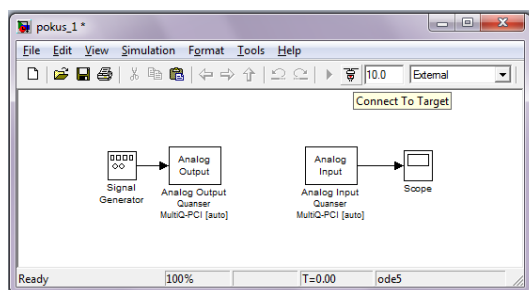 pokus_1 *
File Edit View Simulation Format Tools Help
10.0 External
Connect To Target
Analog
Output
Analog
Input
Signal
Generator
Analog Output
Quanser
MultiQ-PCI [auto]
Analog Input
Quanser
MultiQ-PCI [auto]
Scope
Ready 100% T=0.00 ode5